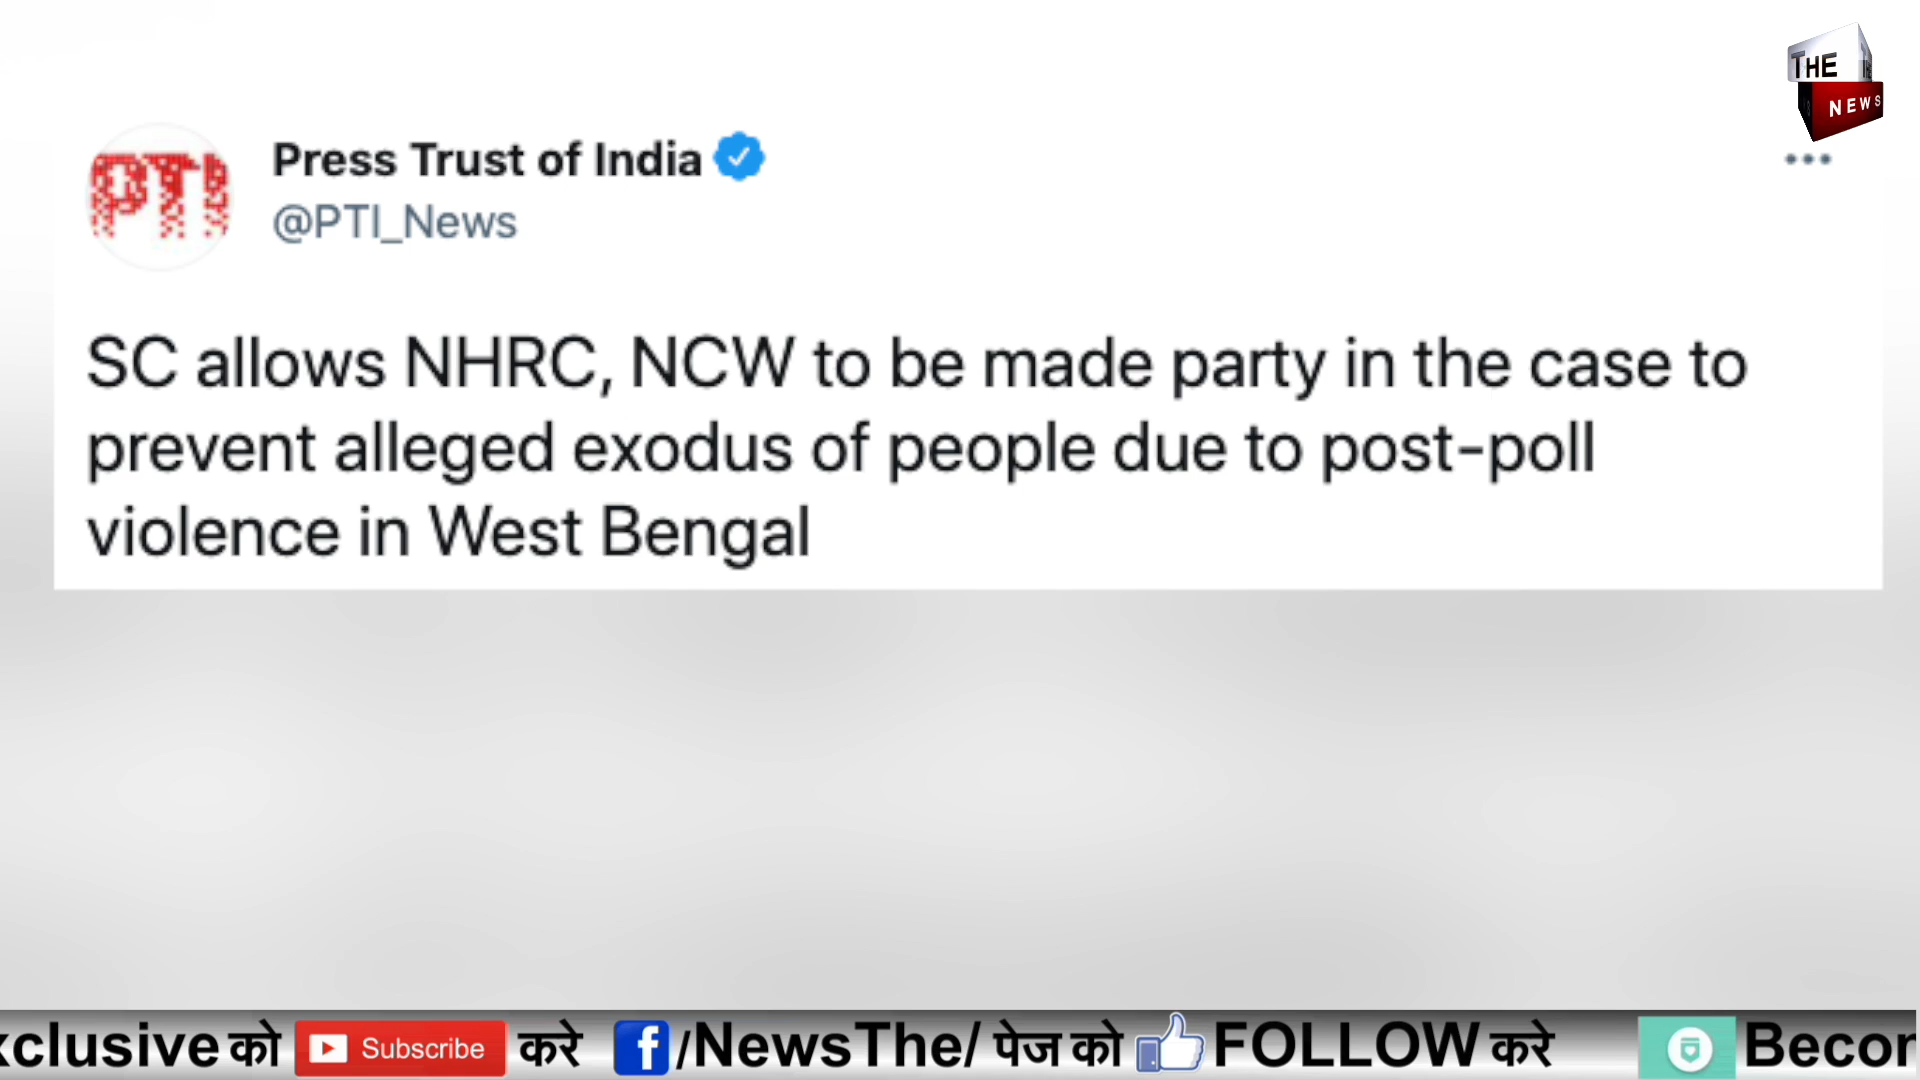 THE
NEWS
PTI
Press Trust of India
@PTI_News
SC allows NHRC, NCW to be made party in the case to
prevent alleged exodus of people due to post-poll
violence in West Bengal
xclusive को Subscribe करे f /NewsThe/ पेज को FOLLOW करे Becom